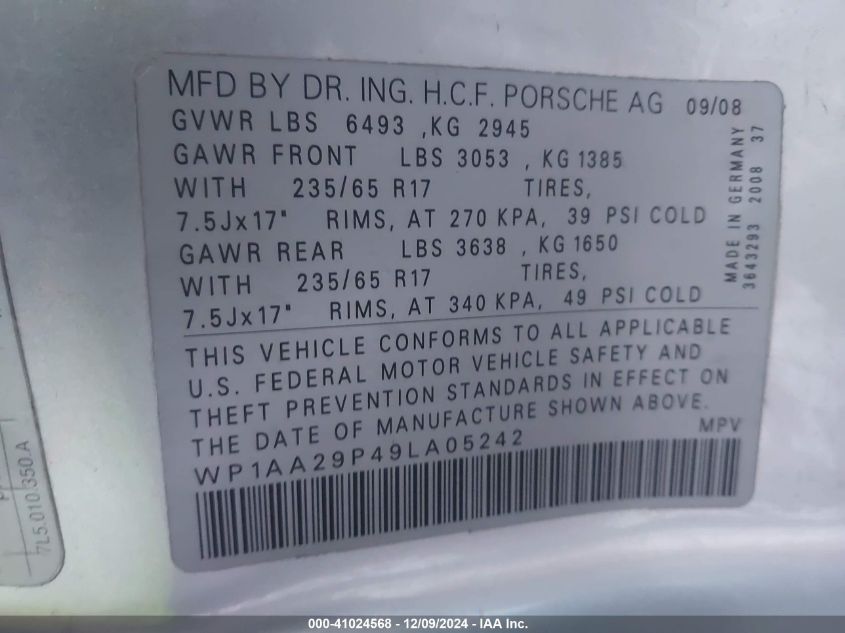 MFD BY DR. ING. H.C.F. PORSCHE AG 09/08
GVWR LBS 6493 ,KG 2945
GAWR FRONT LBS 3053 , KG 1385
WITH 235/65 R17 TIRES,
7.5Jx17" RIMS, AT 270 KPA, 39 PSI COLD
GAWR REAR LBS 3638 , KG 1650
WITH 235/65 R17 TIRES,
7.5Jx17" RIMS, AT 340 KPA, 49 PSI COLD
THIS VEHICLE CONFORMS TO ALL APPLICABLE
U.S. FEDERAL MOTOR VEHICLE SAFETY AND
THEFT PREVENTION STANDARDS IN EFFECT ON
THE DATE OF MANUFACTURE SHOWN ABOVE.
WP1AA29P49LA05242 MPV
MADE IN GERMANY
3643293 2008 37
7L5.010.350.A
000-41024568 - 12/09/2024 - IAA Inc.